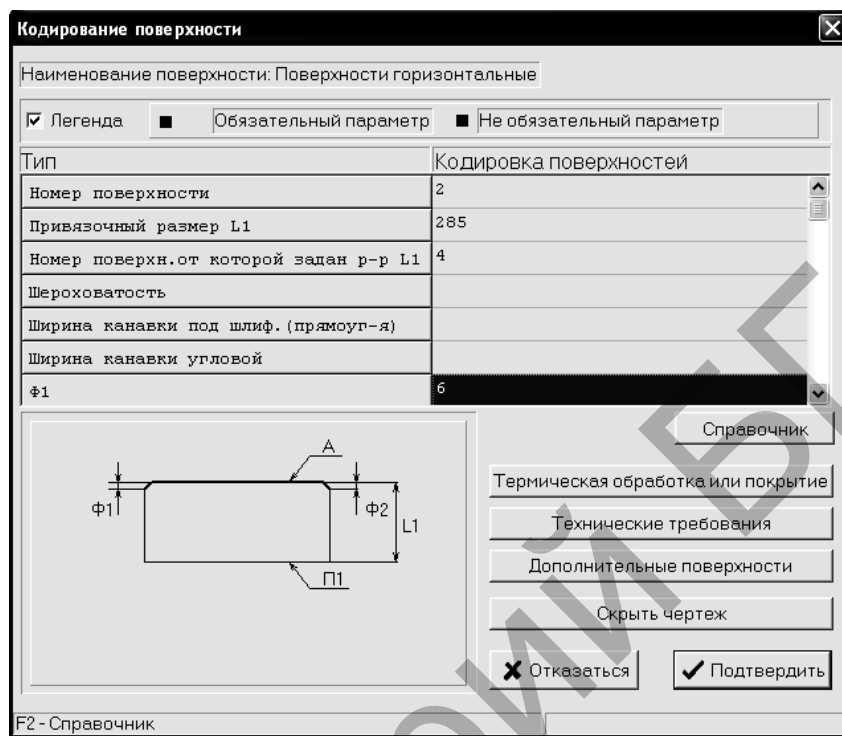 Кодирование поверхности
Наименование поверхности: Поверхности горизонтальные
Легенда Обязательный параметр Не обязательный параметр
Тип Кодировка поверхностей
Номер поверхности 2
Привязочный размер L1 285
Номер поверхн.от которой задан р-р L1 4
Шероховатость
Ширина канавки под шлиф.(прямоуг-я)
Ширина канавки угловой
Ф1 6
Справочник
А
Ф1 Ф2 L1
П1
Термическая обработка или покрытие
Технические требования
Дополнительные поверхности
Скрыть чертеж
Отказаться Подтвердить
F2 - Справочник